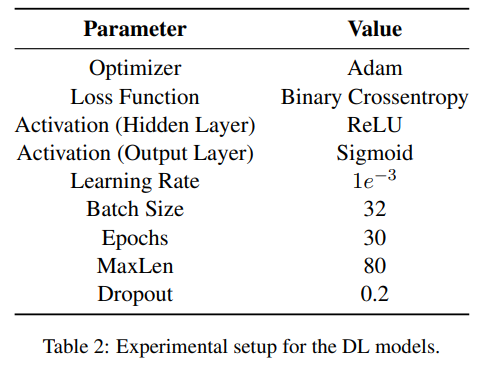 Parameter Value
Optimizer Adam
Loss Function Binary Crossentropy
Activation (Hidden Layer) ReLU
Activation (Output Layer) Sigmoid
Learning Rate 1e⁻³
Batch Size 32
Epochs 30
MaxLen 80
Dropout 0.2
Table 2: Experimental setup for the DL models.